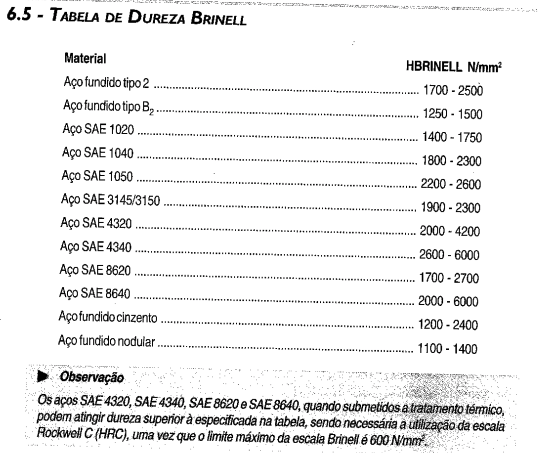 6.5 - TABELA DE DUREZA BRINELL
Material HBRINELL N/mm²
Aço fundido tipo 2 ........ 1700 - 2500
Aço fundido tipo B₂ ........ 1250 - 1500
Aço SAE 1020 ........ 1400 - 1750
Aço SAE 1040 ........ 1800 - 2300
Aço SAE 1050 ........ 2200 - 2600
Aço SAE 3145/3150 ........ 1900 - 2300
Aço SAE 4320 ........ 2000 - 4200
Aço SAE 4340 ........ 2600 - 6000
Aço SAE 8620 ........ 1700 - 2700
Aço SAE 8640 ........ 2000 - 6000
Aço fundido cinzento ........ 1200 - 2400
Aço fundido nodular ........ 1100 - 1400
Observação
Os aços SAE 4320, SAE 4340, SAE 8620 e SAE 8640, quando submetidos a tratamento térmico,
podem atingir dureza superior à especificada na tabela, sendo necessária a utilização da escala
Rockwell C (HRC), uma vez que o limite máximo da escala Brinell é 600 N/mm².